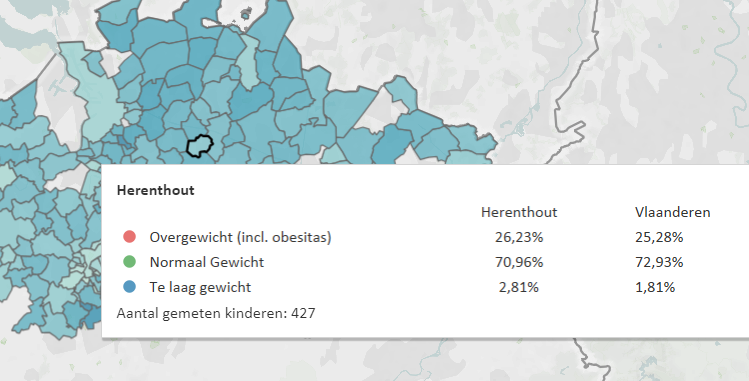 Herenthout
Herenthout Vlaanderen
Overgewicht (incl. obesitas) 26,23% 25,28%
Normaal Gewicht 70,96% 72,93%
Te laag gewicht 2,81% 1,81%
Aantal gemeten kinderen: 427